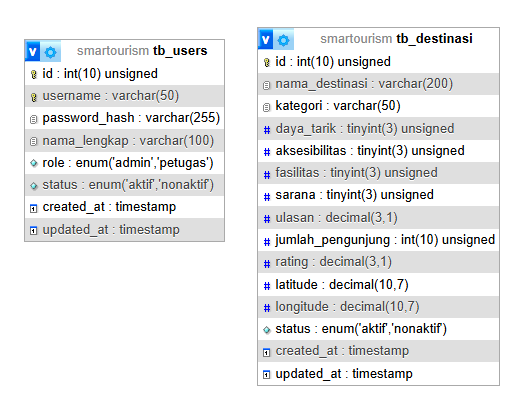 smartourism tb_users
id : int(10) unsigned
username : varchar(50)
password_hash : varchar(255)
nama_lengkap : varchar(100)
role : enum('admin','petugas')
status : enum('aktif','nonaktif')
created_at : timestamp
updated_at : timestamp
smartourism tb_destinasi
id : int(10) unsigned
nama_destinasi : varchar(200)
kategori : varchar(50)
daya_tarik : tinyint(3) unsigned
aksesibilitas : tinyint(3) unsigned
fasilitas : tinyint(3) unsigned
sarana : tinyint(3) unsigned
ulasan : decimal(3,1)
jumlah_pengunjung : int(10) unsigned
rating : decimal(3,1)
latitude : decimal(10,7)
longitude : decimal(10,7)
status : enum('aktif','nonaktif')
created_at : timestamp
updated_at : timestamp